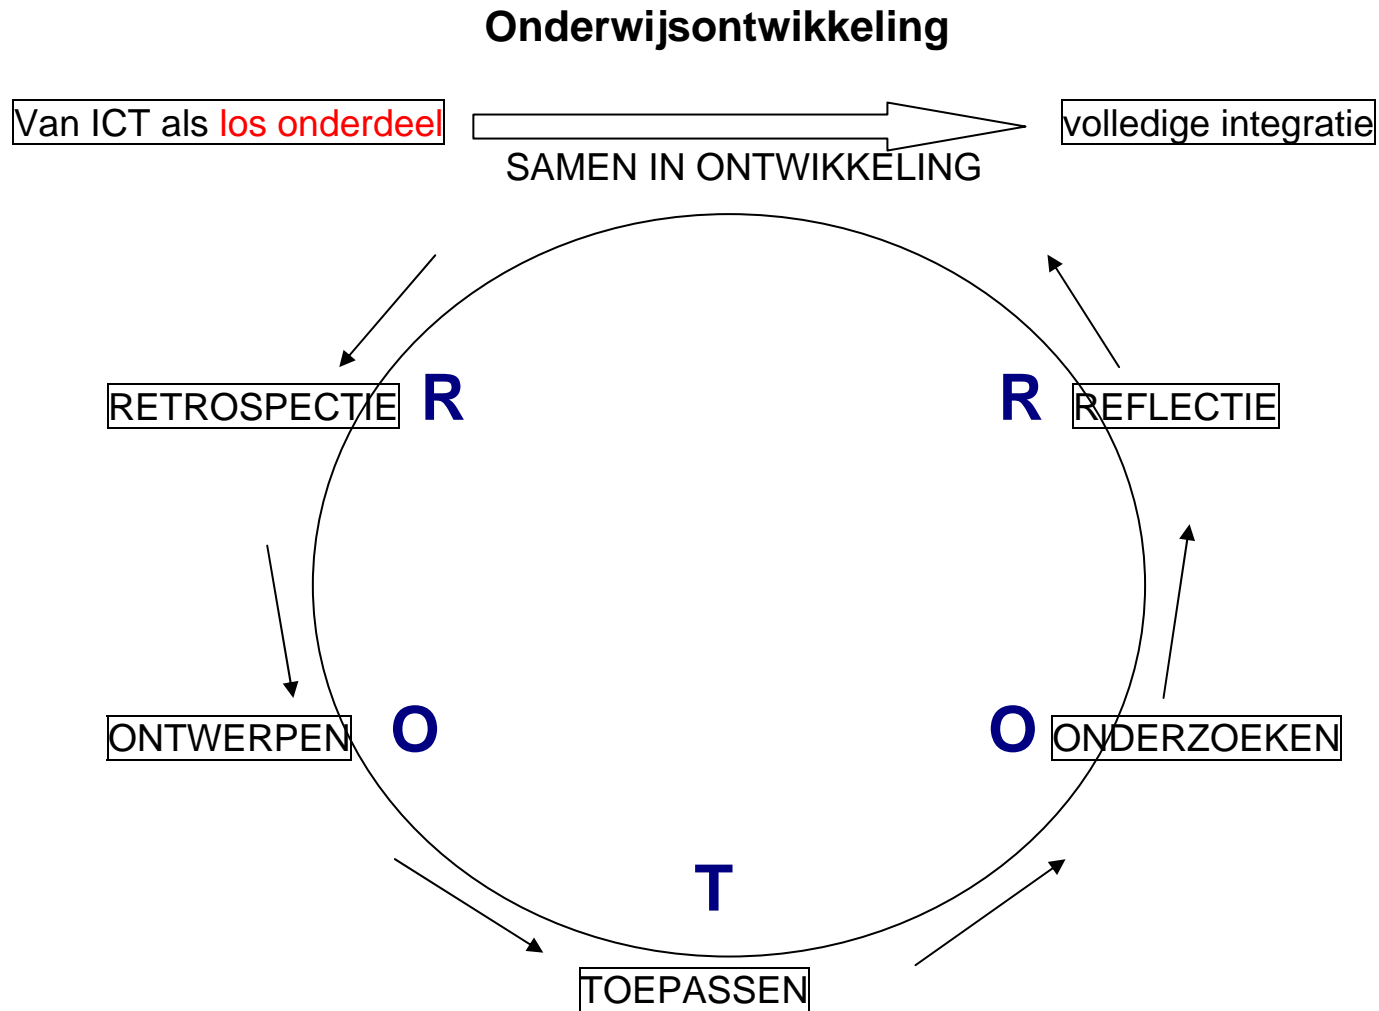 Onderwijsontwikkeling
Van ICT als los onderdeel
volledige integratie
SAMEN IN ONTWIKKELING
RETROSPECTIE R
R REFLECTIE
ONTWERPEN O
O ONDERZOEKEN
T
TOEPASSEN